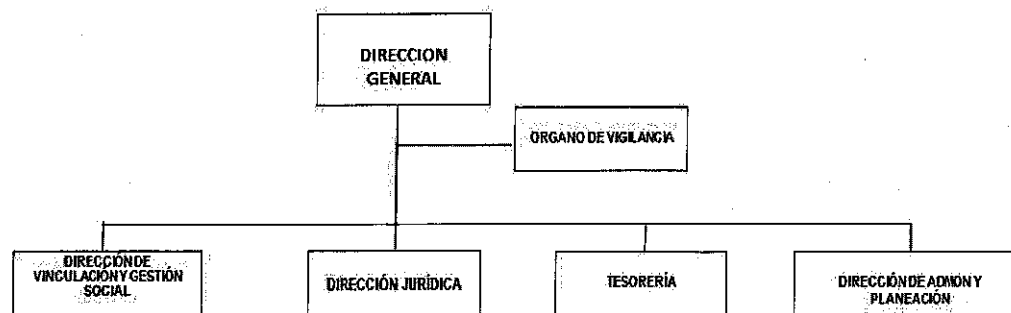 DIRECCION
GENERAL
ORGANO DE VIGILANCIA
DIRECCIÓN DE
VINCULACIÓN Y GESTIÓN
SOCIAL
DIRECCIÓN JURÍDICA
TESORERÍA
DIRECCIÓN DE ADMON Y
PLANEACIÓN